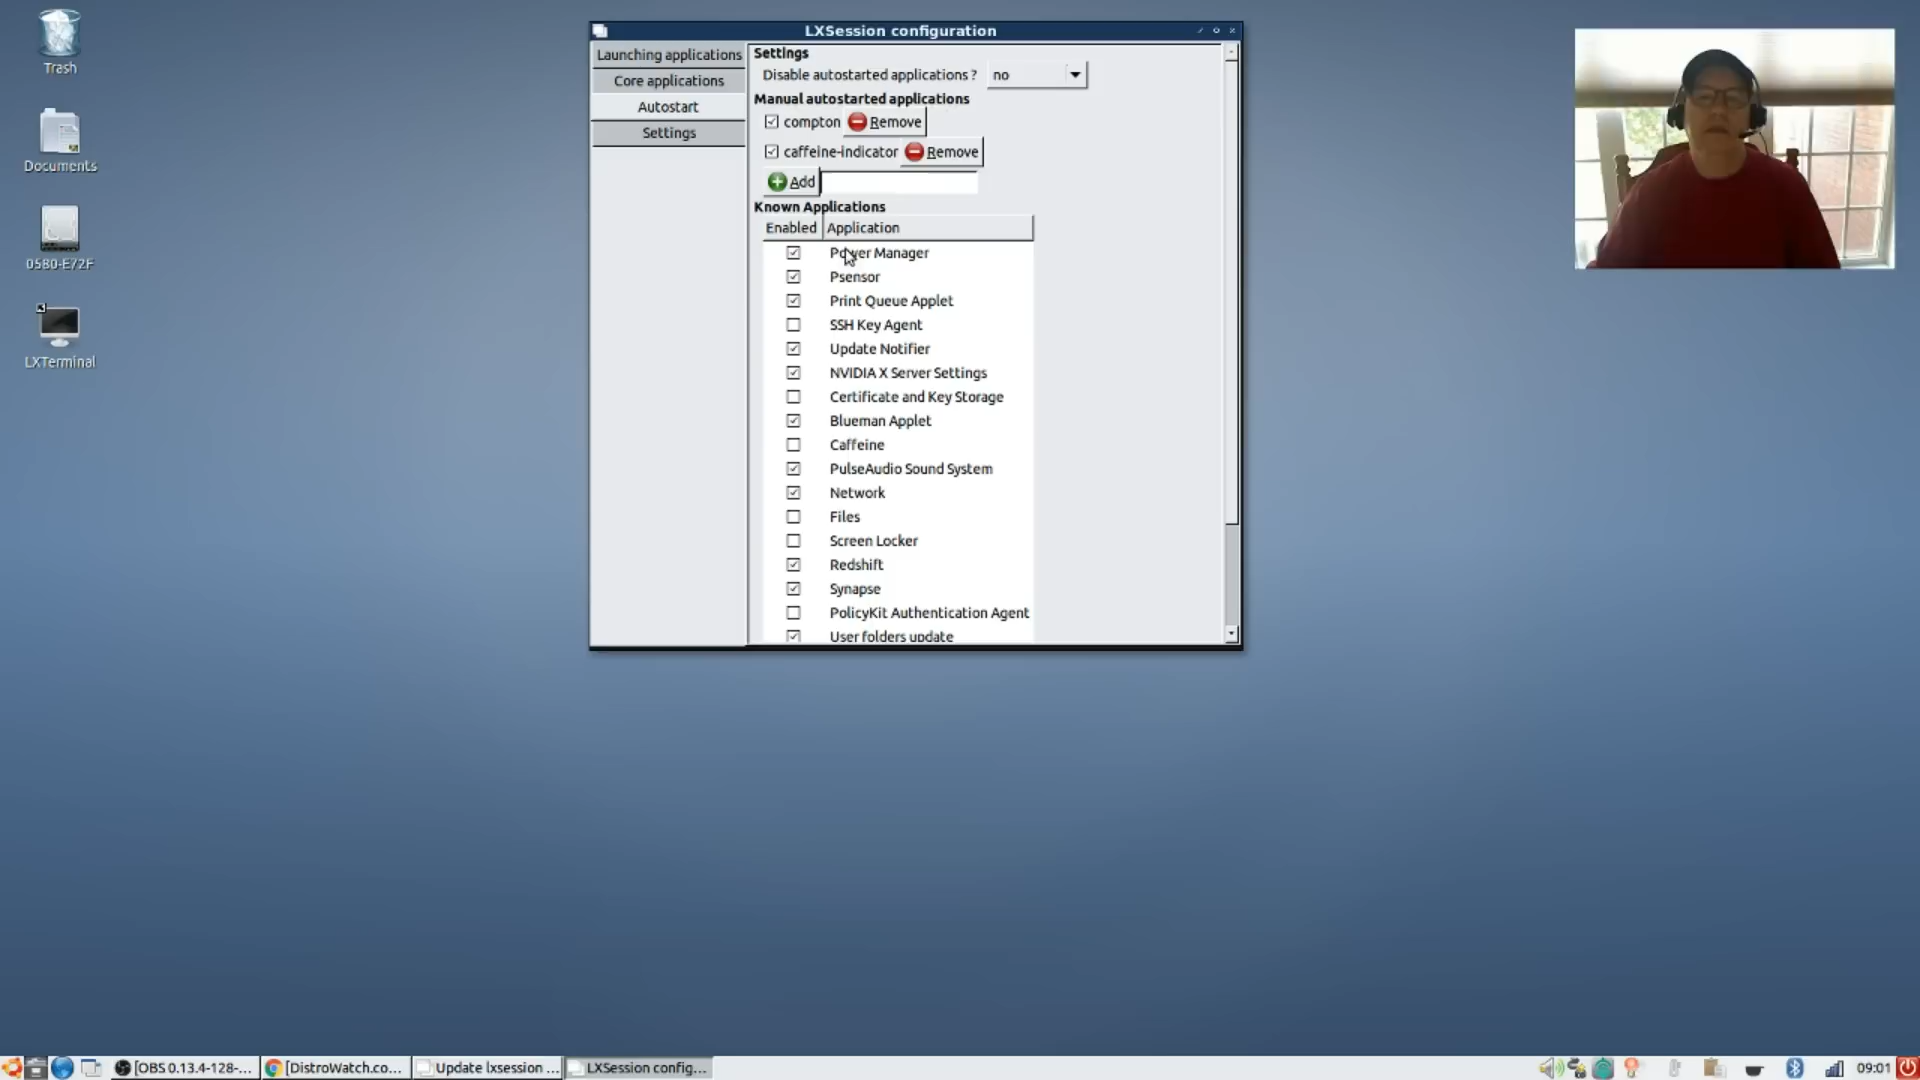 Trash
Documents
0580-E72F
LXTerminal
LXSession configuration
Launching applications
Core applications
Autostart
Settings
Settings
Disable autostarted applications ? no
Manual autostarted applications
compton Remove
caffeine-indicator Remove
Add
Known Applications
Enabled Application
Power Manager
Psensor
Print Queue Applet
SSH Key Agent
Update Notifier
NVIDIA X Server Settings
Certificate and Key Storage
Blueman Applet
Caffeine
PulseAudio Sound System
Network
Files
Screen Locker
Redshift
Synapse
PolicyKit Authentication Agent
User folders update
[OBS 0.13.4-128-... [DistroWatch.co... Update lxsession ... LXSession config... 09:01